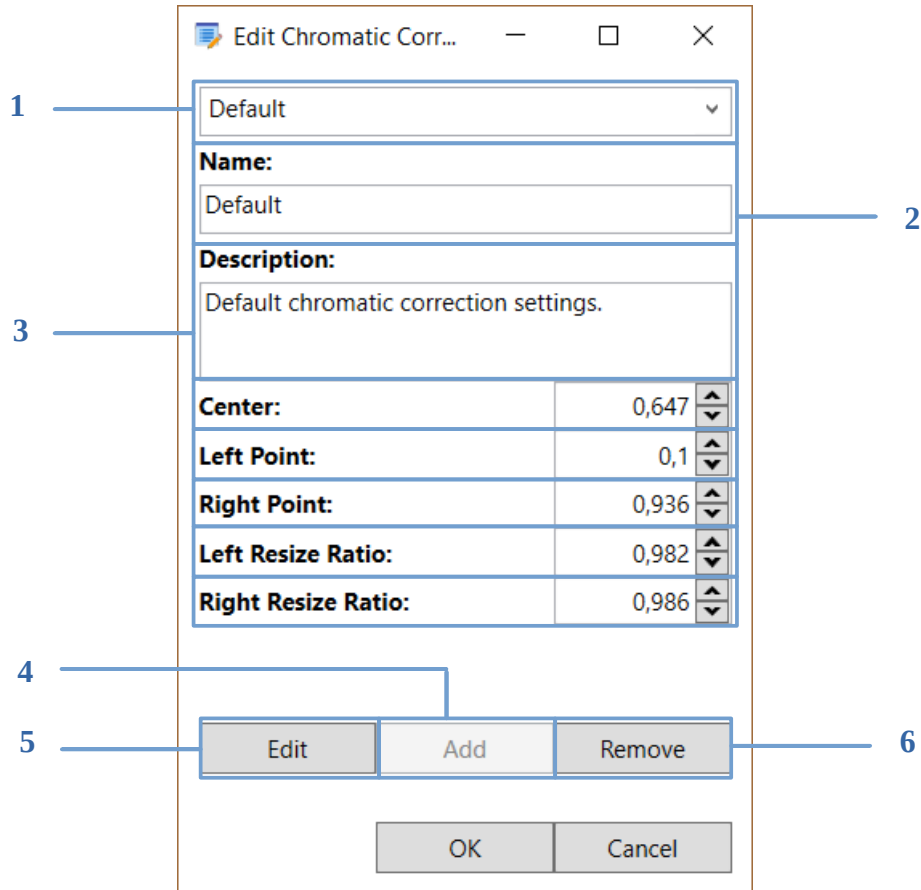 Edit Chromatic Corr...
1
Default
Name:
Default
2
Description:
Default chromatic correction settings.
3
Center: 0,647
Left Point: 0,1
Right Point: 0,936
Left Resize Ratio: 0,982
Right Resize Ratio: 0,986
4
5 Edit Add Remove 6
OK Cancel